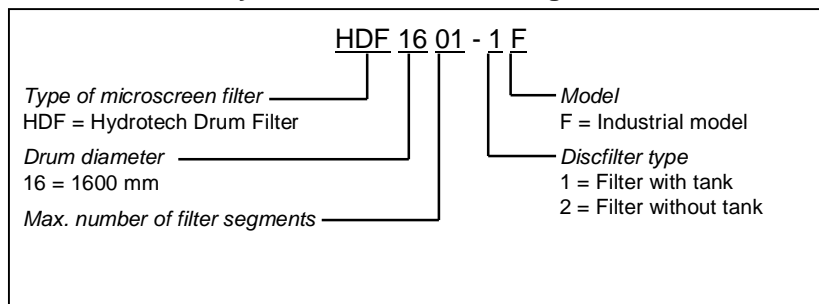 HDF 16 01 - 1 F
Type of microscreen filter
HDF = Hydrotech Drum Filter
Drum diameter
16 = 1600 mm
Max. number of filter segments
Model
F = Industrial model
Discfilter type
1 = Filter with tank
2 = Filter without tank